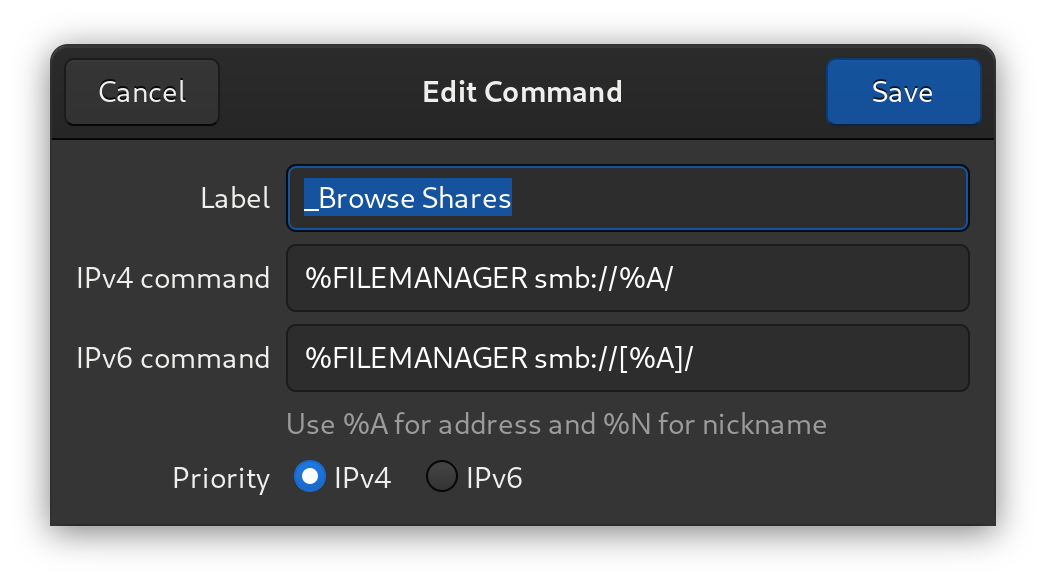 Cancel Edit Command Save
Label _Browse Shares
IPv4 command %FILEMANAGER smb://%A/
IPv6 command %FILEMANAGER smb://[%A]/
Use %A for address and %N for nickname
Priority IPv4 IPv6